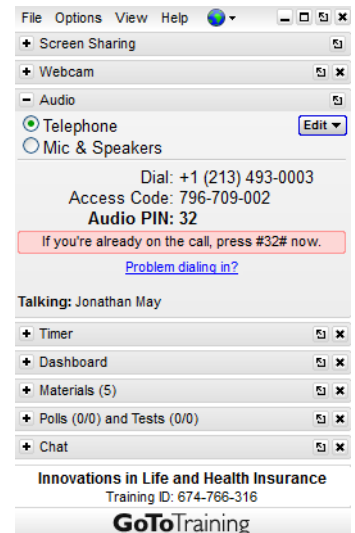 File Options View Help
Screen Sharing
Webcam
Audio
Telephone
Edit
Mic & Speakers
Dial: +1 (213) 493-0003
Access Code: 796-709-002
Audio PIN: 32
If you're already on the call, press #32# now.
Problem dialing in?
Talking: Jonathan May
Timer
Dashboard
Materials (5)
Polls (0/0) and Tests (0/0)
Chat
Innovations in Life and Health Insurance
Training ID: 674-766-316
GoToTraining